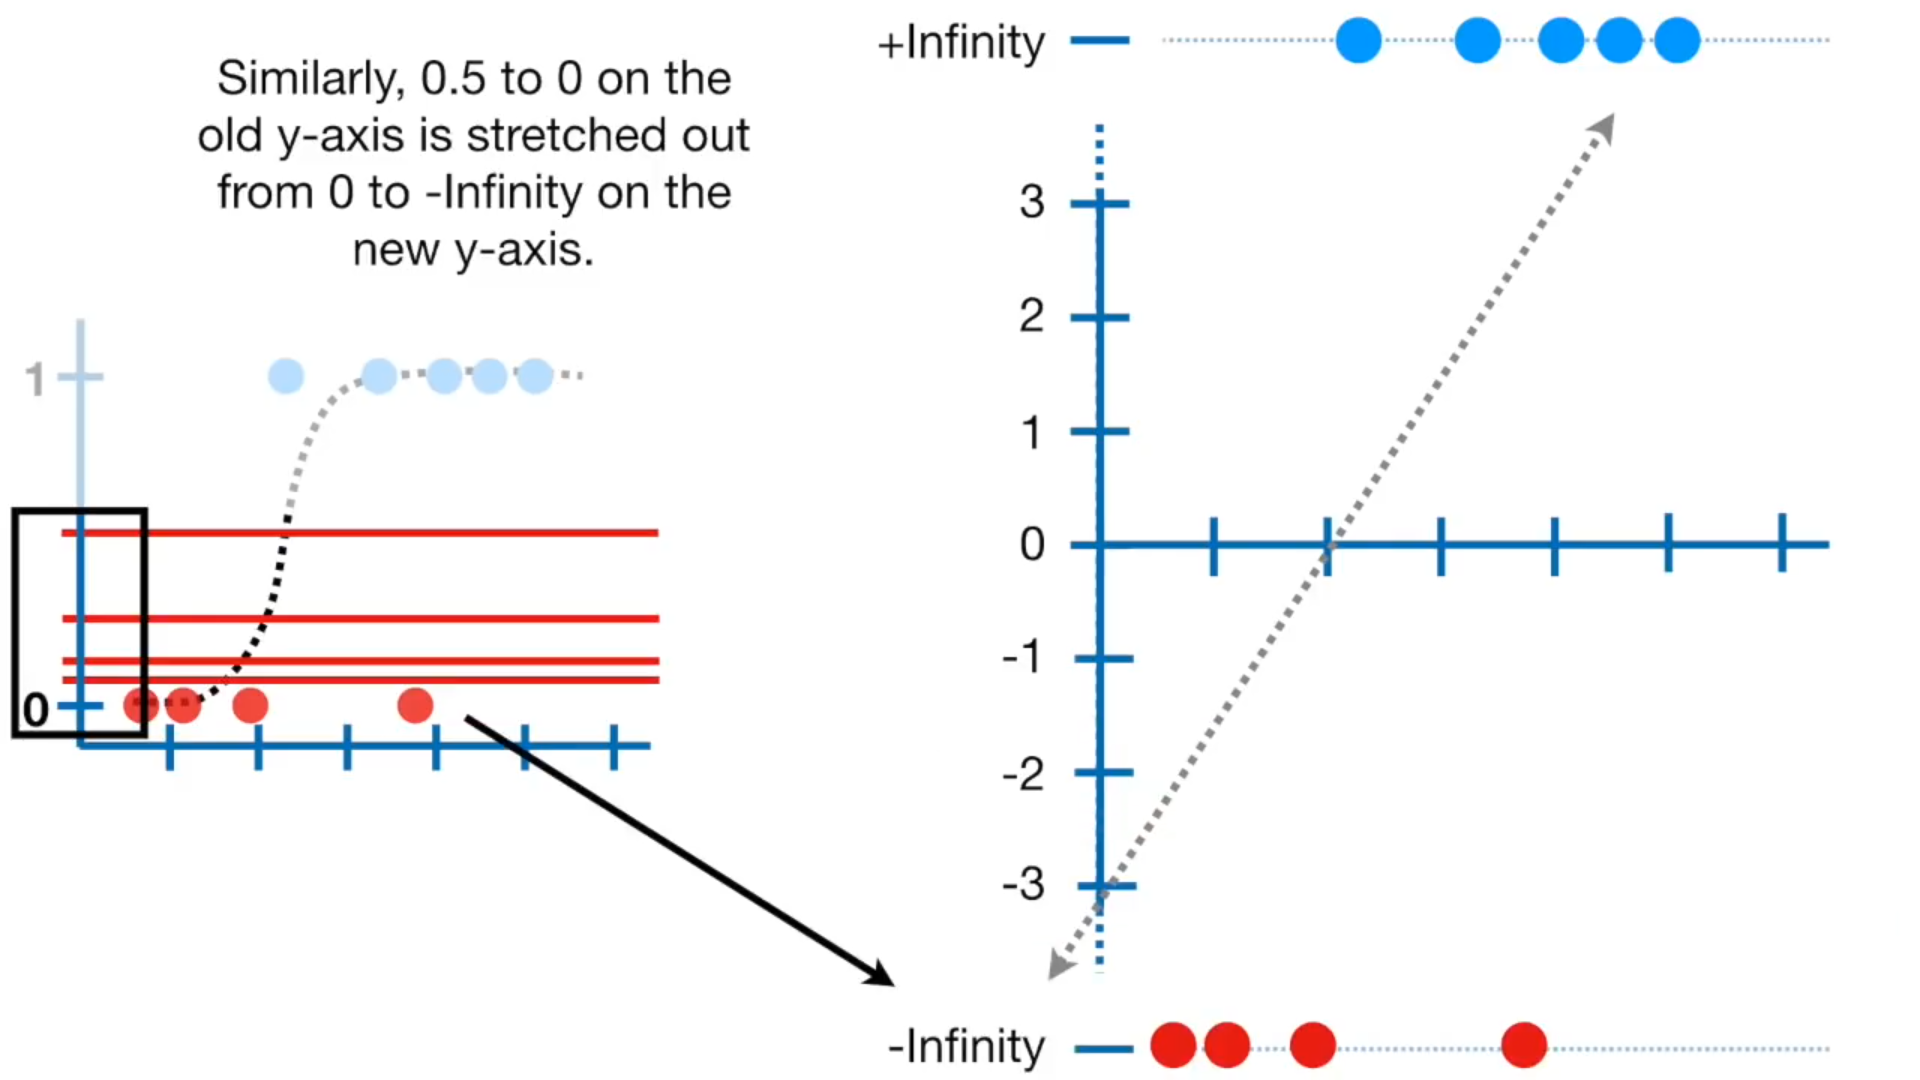 Similarly, 0.5 to 0 on the
old y-axis is stretched out
from 0 to -Infinity on the
new y-axis.
1
0
+Infinity
3
2
1
0
-1
-2
-3
-Infinity